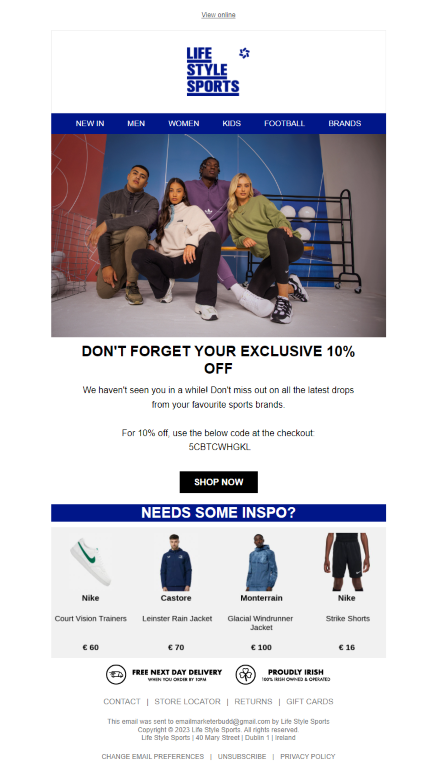 View online
LIFE
STYLE
SPORTS
NEW IN MEN WOMEN KIDS FOOTBALL BRANDS
DON'T FORGET YOUR EXCLUSIVE 10%
OFF
We haven't seen you in a while! Don't miss out on all the latest drops
from your favourite sports brands.
For 10% off, use the below code at the checkout:
5CBTCWHGKL
SHOP NOW
NEEDS SOME INSPO?
Nike Castore Monterrain Nike
Court Vision Trainers Leinster Rain Jacket Glacial Windrunner Strike Shorts
Jacket
€ 60 € 70 € 100 € 16
FREE NEXT DAY DELIVERY PROUDLY IRISH
WHEN YOU ORDER BY 10PM 100% IRISH OWNED & OPERATED
CONTACT | STORE LOCATOR | RETURNS | GIFT CARDS
This email was sent to emailmarketerbudd@gmail.com by Life Style Sports
Copyright © 2023 Life Style Sports. All rights reserved.
Life Style Sports | 40 Mary Street | Dublin 1 | Ireland
CHANGE EMAIL PREFERENCES | UNSUBSCRIBE | PRIVACY POLICY